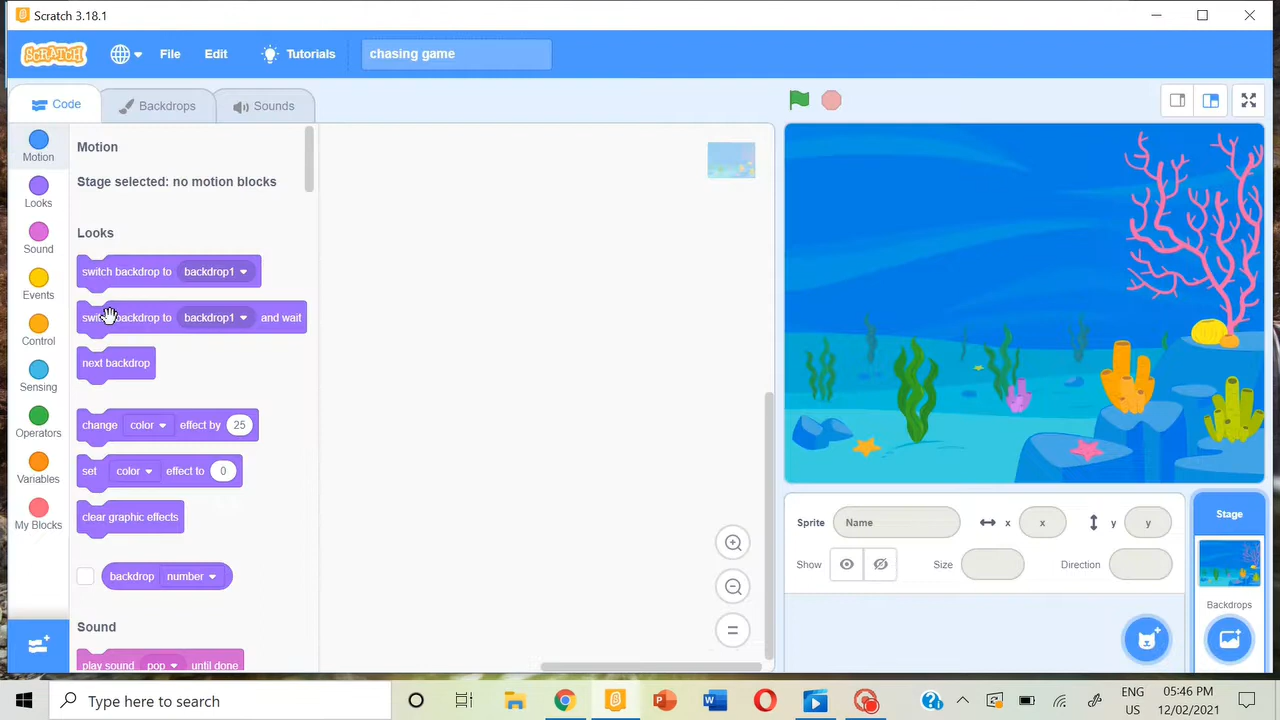 Scratch 3.18.1
SCRATCH File Edit Tutorials chasing game
Code Backdrops Sounds
Motion
Looks
Sound
Events
Control
Sensing
Operators
Variables
My Blocks
Motion
Stage selected: no motion blocks
Looks
switch backdrop to backdrop1
switch backdrop to backdrop1 and wait
next backdrop
change color effect by 25
set color effect to 0
clear graphic effects
backdrop number
Sound
play sound pop until done
Sprite Name x x y y
Show Size Direction
Stage
Backdrops
Type here to search
ENG
US
05:46 PM
12/02/2021